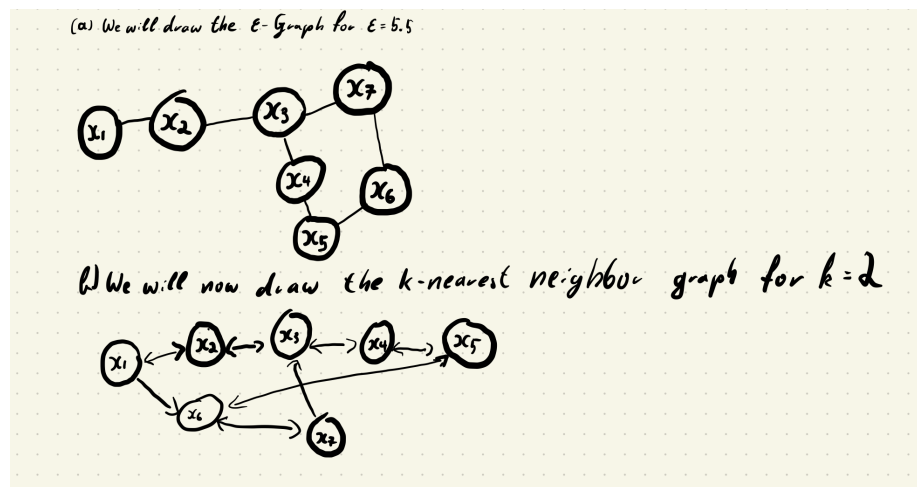 (a) We will draw the ε-Graph for ε=5.5
x₇
x₁ x₂ x₃
x₄ x₆
x₅
b) We will now draw the k-nearest neighbor graph for k=2
x₁ x₂ x₃ x₄ x₅
x₆
x₇